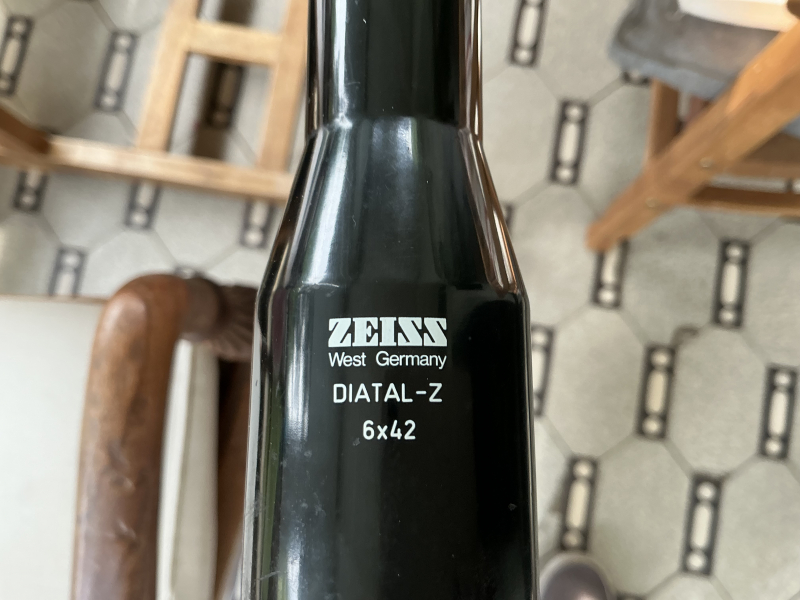 ZEISS
West Germany
DIATAL-Z
6x42